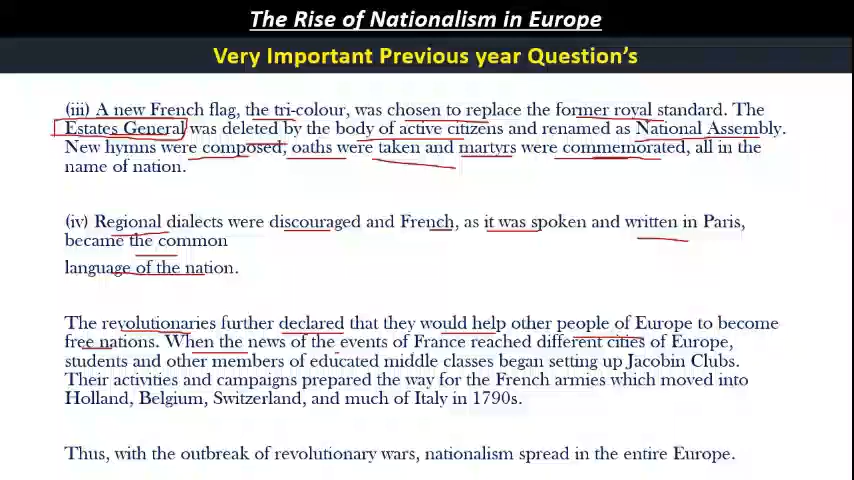 The Rise of Nationalism in Europe
Very Important Previous year Question's
(iii) A new French flag, the tri-colour, was chosen to replace the former royal standard. The
Estates General was deleted by the body of active citizens and renamed as National Assembly.
New hymns were composed, oaths were taken and martyrs were commemorated, all in the
name of nation.
(iv) Regional dialects were discouraged and French, as it was spoken and written in Paris,
became the common
language of the nation.
The revolutionaries further declared that they would help other people of Europe to become
free nations. When the news of the events of France reached different cities of Europe,
students and other members of educated middle classes began setting up Jacobin Clubs.
Their activities and campaigns prepared the way for the French armies which moved into
Holland, Belgium, Switzerland, and much of Italy in 1790s.
Thus, with the outbreak of revolutionary wars, nationalism spread in the entire Europe.